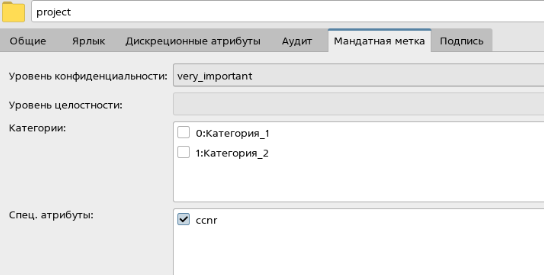 project
Общие Ярлык Дискреционные атрибуты Аудит Мандатная метка Подпись
Уровень конфиденциальности: very_important
Уровень целостности:
Категории: 0:Категория_1
1:Категория_2
Спец. атрибуты: ccnr